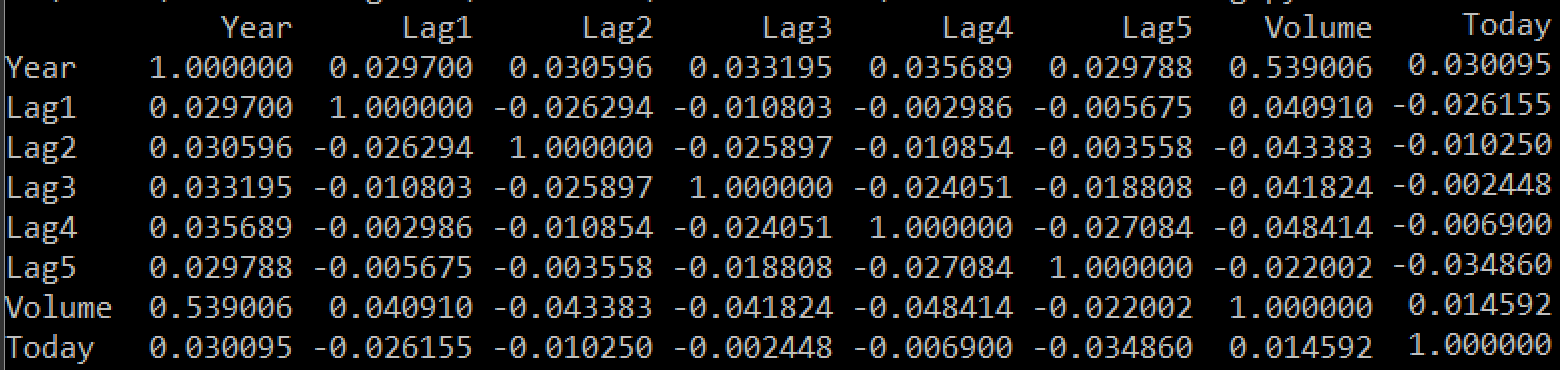 Year Lag1 Lag2 Lag3 Lag4 Lag5 Volume Today
Year 1.000000 0.029700 0.030596 0.033195 0.035689 0.029788 0.539006 0.030095
Lag1 0.029700 1.000000 -0.026294 -0.010803 -0.002986 -0.005675 0.040910 -0.026155
Lag2 0.030596 -0.026294 1.000000 -0.025897 -0.010854 -0.003558 -0.043383 -0.010250
Lag3 0.033195 -0.010803 -0.025897 1.000000 -0.024051 -0.018808 -0.041824 -0.002448
Lag4 0.035689 -0.002986 -0.010854 -0.024051 1.000000 -0.027084 -0.048414 -0.006900
Lag5 0.029788 -0.005675 -0.003558 -0.018808 -0.027084 1.000000 -0.022002 -0.034860
Volume 0.539006 0.040910 -0.043383 -0.041824 -0.048414 -0.022002 1.000000 0.014592
Today 0.030095 -0.026155 -0.010250 -0.002448 -0.006900 -0.034860 0.014592 1.000000